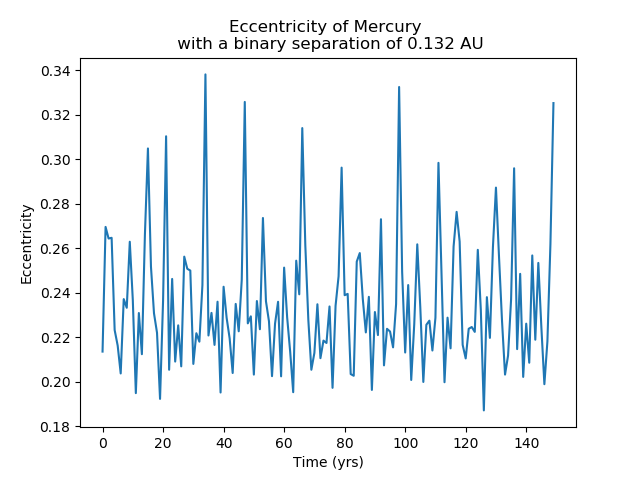 Eccentricity of Mercury
with a binary separation of 0.132 AU
0.34
0.32
0.30
0.28
0.26
0.24
0.22
0.20
0.18
Eccentricity
0 20 40 60 80 100 120 140
Time (yrs)